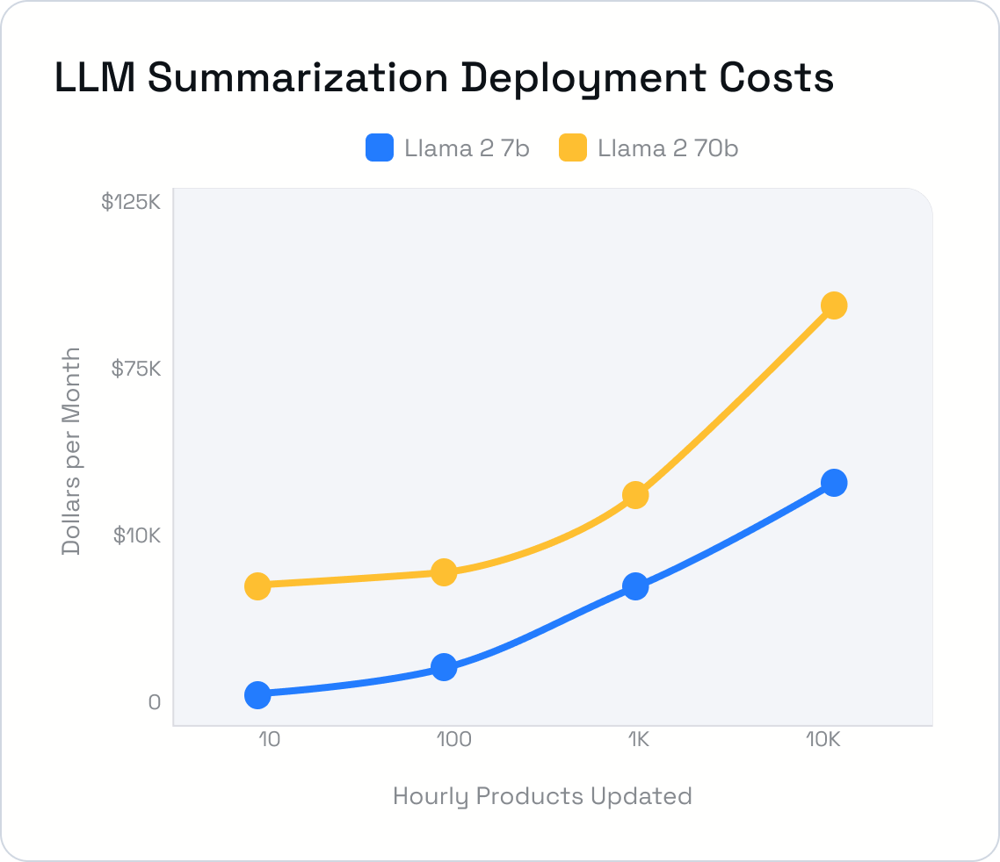 LLM Summarization Deployment Costs
Llama 2 7b Llama 2 70b
$125K
$75K
$10K
0
Dollars per Month
10 100 1K 10K
Hourly Products Updated